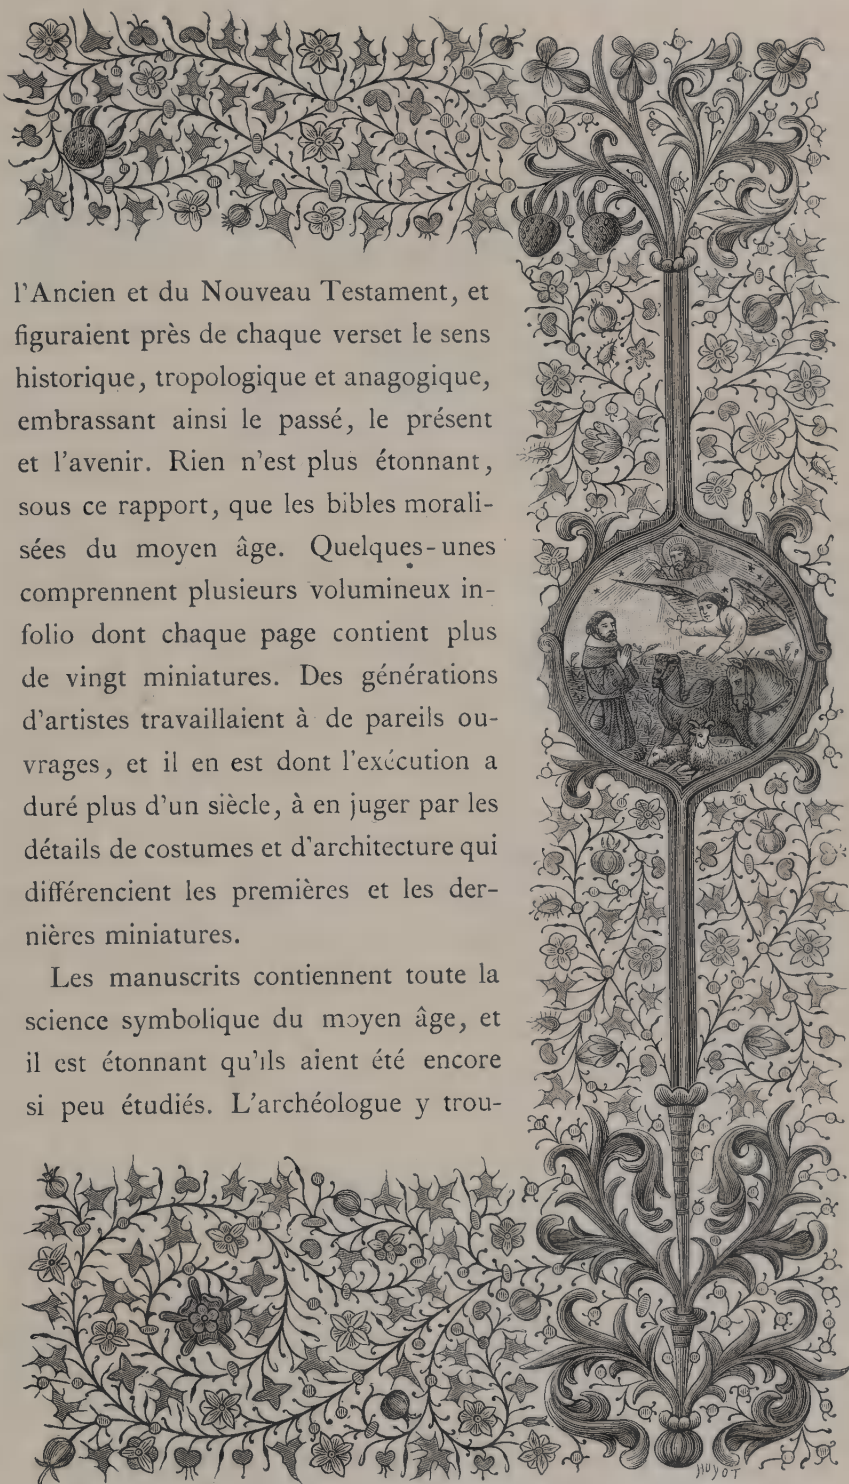 l'Ancien et du Nouveau Testament, et
figuraient près de chaque verset le sens
historique, tropologique et anagogique,
embrassant ainsi le passé, le présent
et l'avenir. Rien n'est plus étonnant,
sous ce rapport, que les bibles morali-
sées du moyen âge. Quelques-unes
comprennent plusieurs volumineux in-
folio dont chaque page contient plus
de vingt miniatures. Des générations
d'artistes travaillaient à de pareils ou-
vrages, et il en est dont l'exécution a
duré plus d'un siècle, à en juger par les
détails de costumes et d'architecture qui
différencient les premières et les der-
nières miniatures.
Les manuscrits contiennent toute la
science symbolique du moyen âge, et
il est étonnant qu'ils aient été encore
si peu étudiés. L'archéologue y trou-
HUYOT